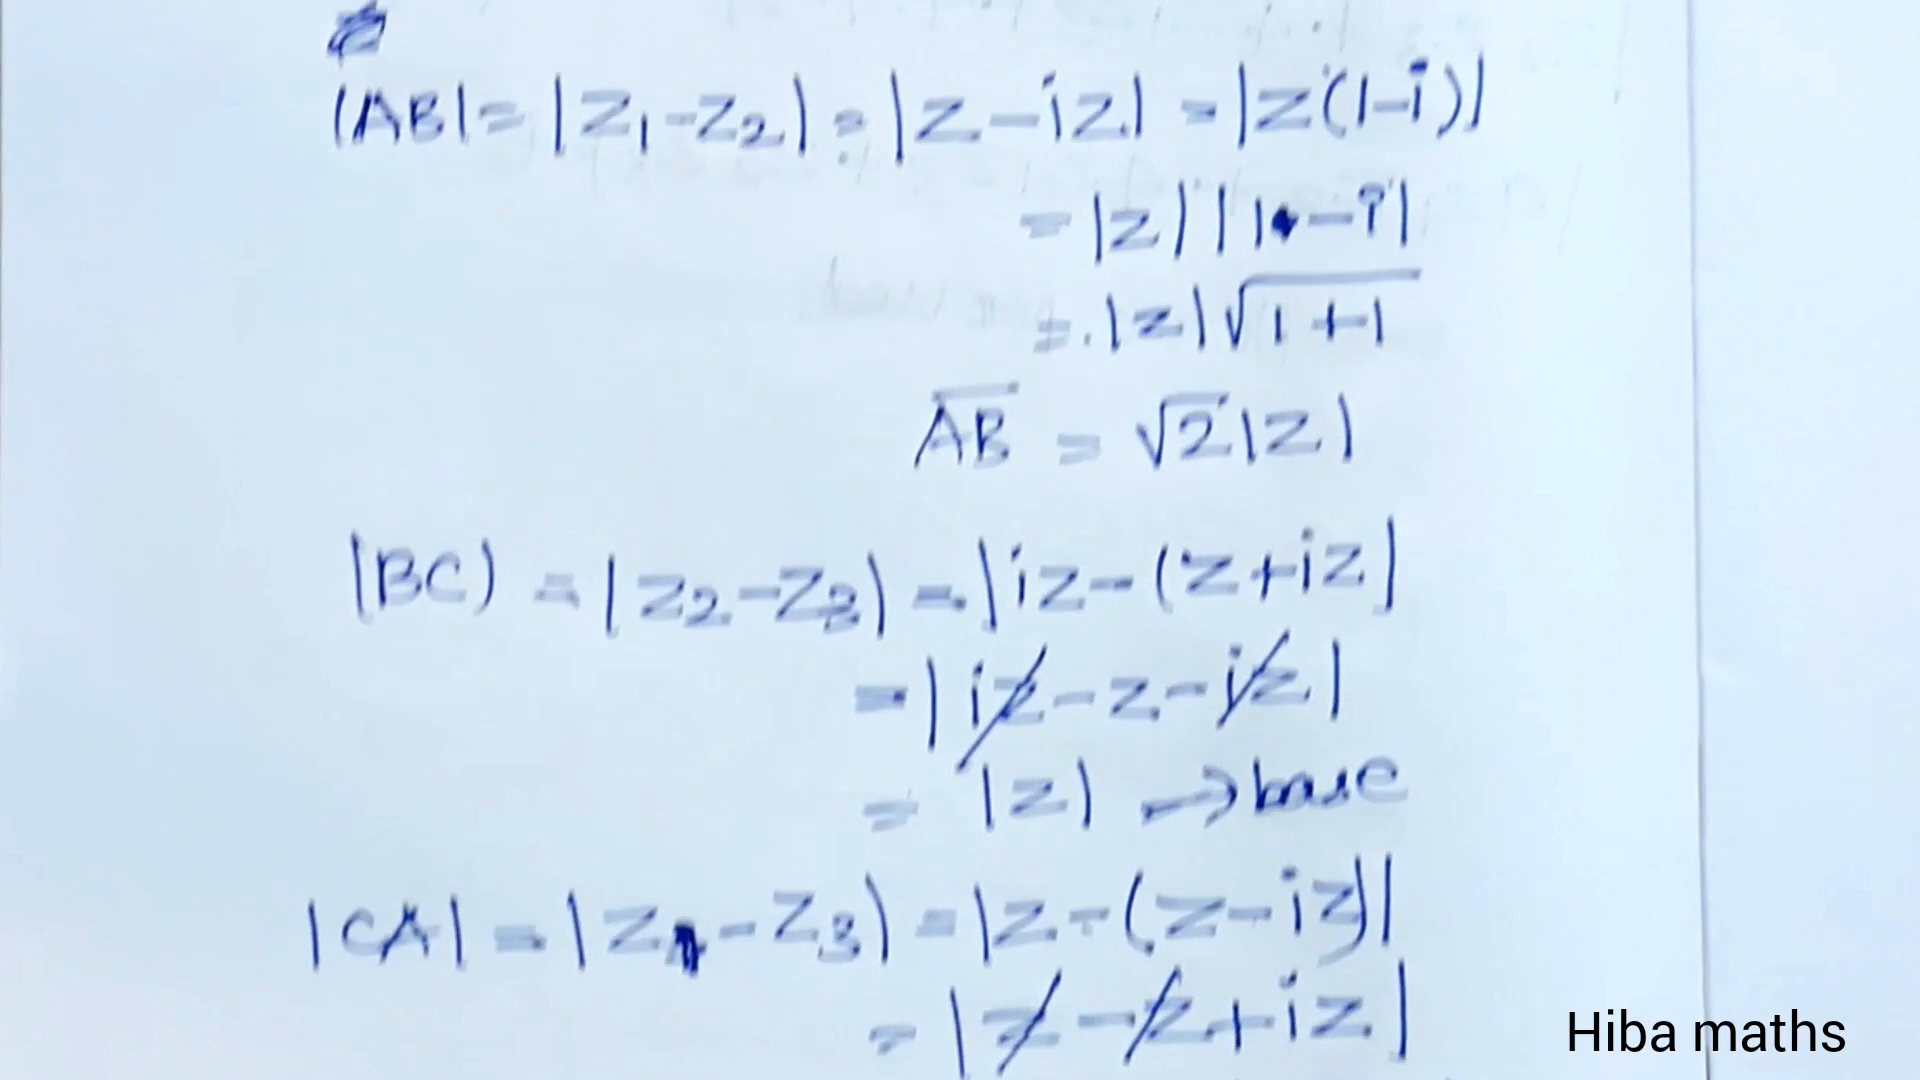 |AB| = |z₁-z₂| = |z-iz| = |z(1-i)|
= |z| |1-i|
= |z|√1+1
A̅B̅ = √2|z|
|BC) = |z₂-z₃| = |iz-(z+iz|
= |iz-z-iz|
= |z| → base
|CA| = |z₁-z₃| = |z-(z-iz)|
= |z-z+iz|
Hiba maths